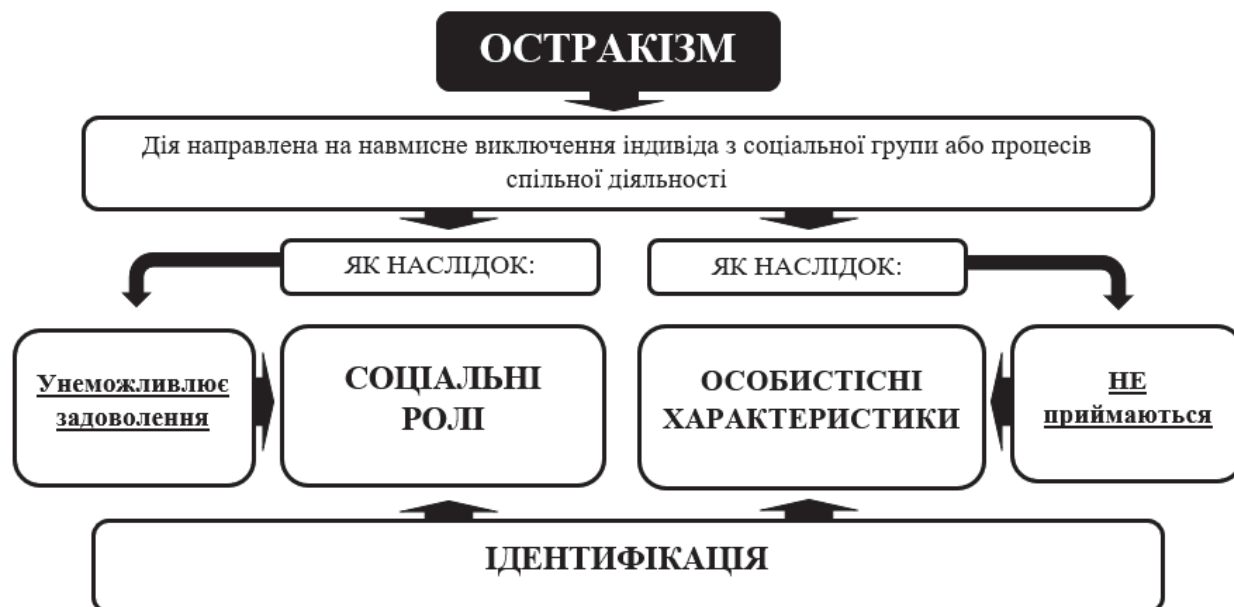 ОСТРАКІЗМ
Дія направлена на навмисне виключення індивіда з соціальної групи або процесів
спільної діяльності
ЯК НАСЛІДОК:
ЯК НАСЛІДОК:
Унеможливлює
задоволення
СОЦІАЛЬНІ
РОЛІ
ОСОБИСТІСНІ
ХАРАКТЕРИСТИКИ
НЕ
приймаються
ІДЕНТИФІКАЦІЯ